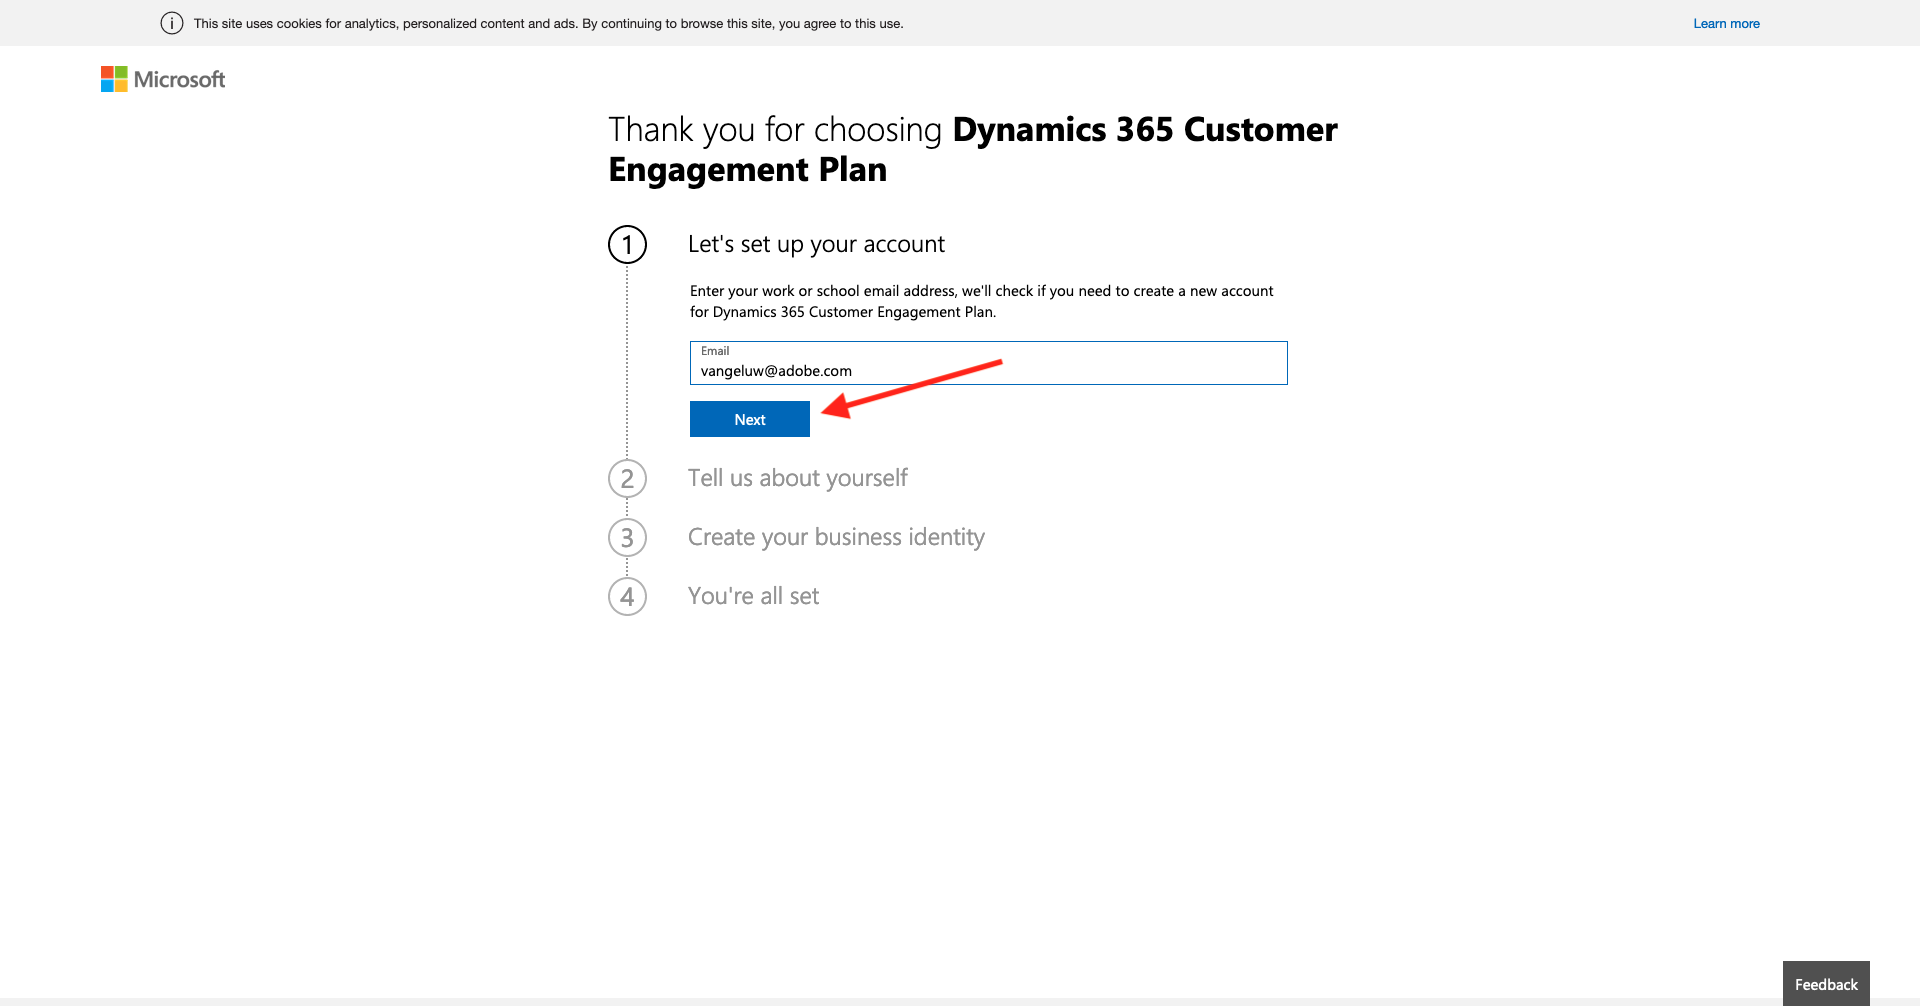 This site uses cookies for analytics, personalized content and ads. By continuing to browse this site, you agree to this use.
Learn more
Microsoft
Thank you for choosing Dynamics 365 Customer
Engagement Plan
1
Let's set up your account
Enter your work or school email address, we'll check if you need to create a new account
for Dynamics 365 Customer Engagement Plan.
Email
vangeluw@adobe.com
Next
2
Tell us about yourself
3
Create your business identity
4
You're all set
Feedback